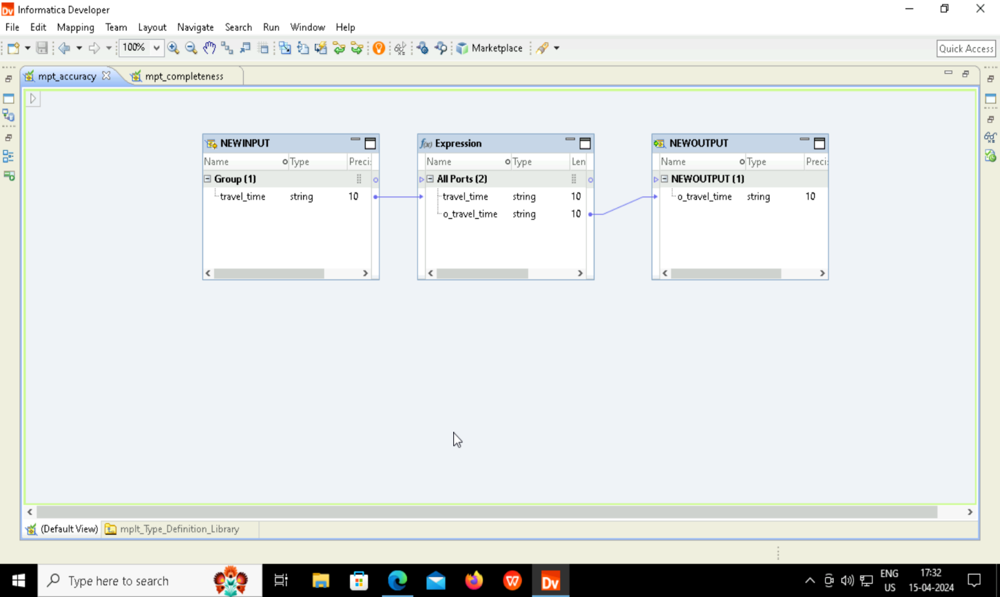 Dv Informatica Developer
File Edit Mapping Team Layout Navigate Search Run Window Help
100% Marketplace Quick Access
mpt_accuracy mpt_completeness
NEWINPUT
Name Type Preci:
Group (1)
travel_time string 10
f(x) Expression
Name Type Len
All Ports (2)
travel_time string 10
o_travel_time string 10
NEWOUTPUT
Name Type Preci:
NEWOUTPUT (1)
o_travel_time string 10
(Default View) mplt_Type_Definition_Library
Type here to search
W
Dv
ENG
US
17:32
15-04-2024